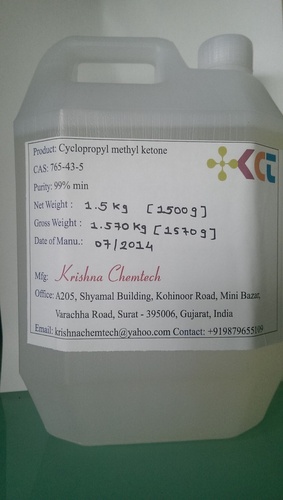 KCT
Product: Cyclopropyl methyl ketone
CAS: 765-43-5
Purity: 99% min
Net Weight : 1.5 Kg [1500g]
Gross Weight : 1.570 Kg [1570g]
Date of Manu.: 07/2014
Mfg: Krishna Chemtech
Office: A205, Shyamal Building, Kohinoor Road, Mini Bazar,
Varachha Road, Surat - 395006, Gujarat, India
Email: krishnachemtech@yahoo.com Contact: